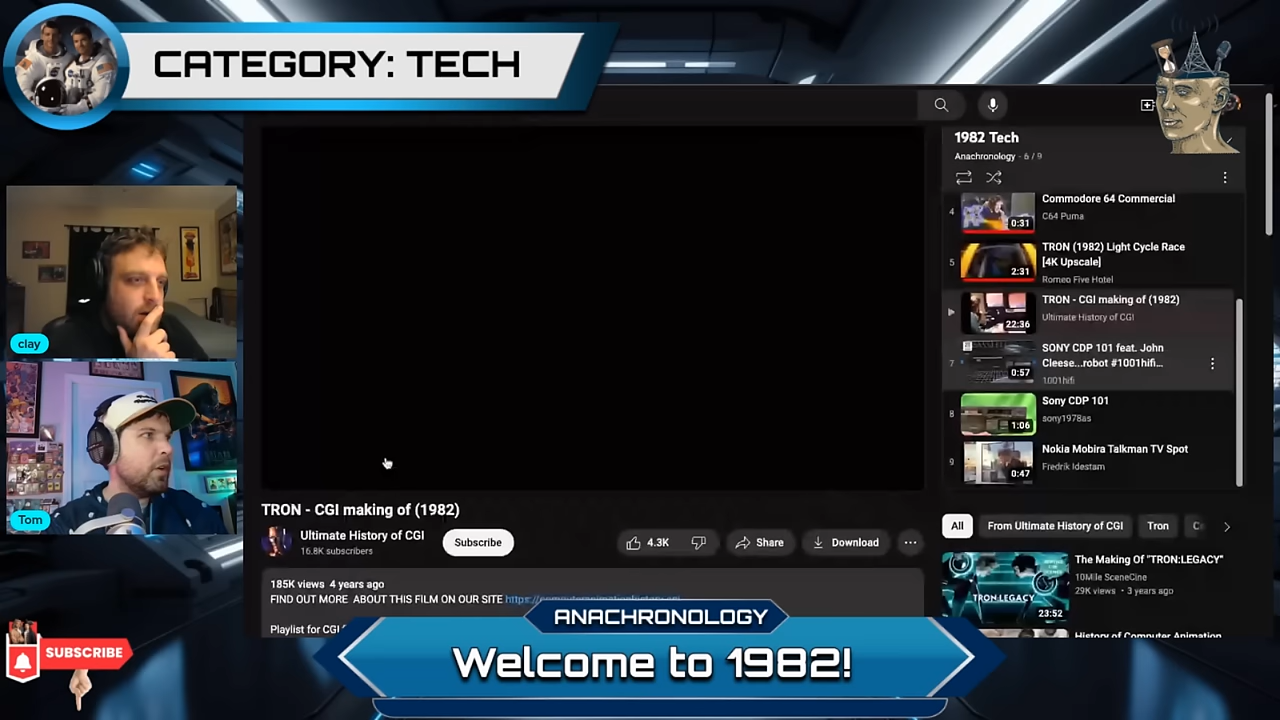 CATEGORY: TECH
1982 Tech
Anachronology - 6 / 9
4
0:31
Commodore 64 Commercial
C64 Puma
5
2:31
TRON (1982) Light Cycle Race
[4K Upscale]
Romeo Five Hotel
22:36
TRON - CGI making of (1982)
Ultimate History of CGI
7
0:57
SONY CDP 101 feat. John
Cleese...robot #1001hifi...
1001hifi
8
1:06
Sony CDP 101
sony1978as
9
0:47
Nokia Mobira Talkman TV Spot
Fredrik Idestam
clay
Tom
TRON - CGI making of (1982)
Ultimate History of CGI
16.8K subscribers
Subscribe
4.3K
Share
Download
All
From Ultimate History of CGI
Tron
185K views 4 years ago
FIND OUT MORE ABOUT THIS FILM ON OUR SITE
Playlist for CGI
TRON:LEGACY
23:52
The Making Of "TRON:LEGACY"
10Mile SceneCine
29K views • 3 years ago
History of Computer Animation
SUBSCRIBE
ANACHRONOLOGY
Welcome to 1982!